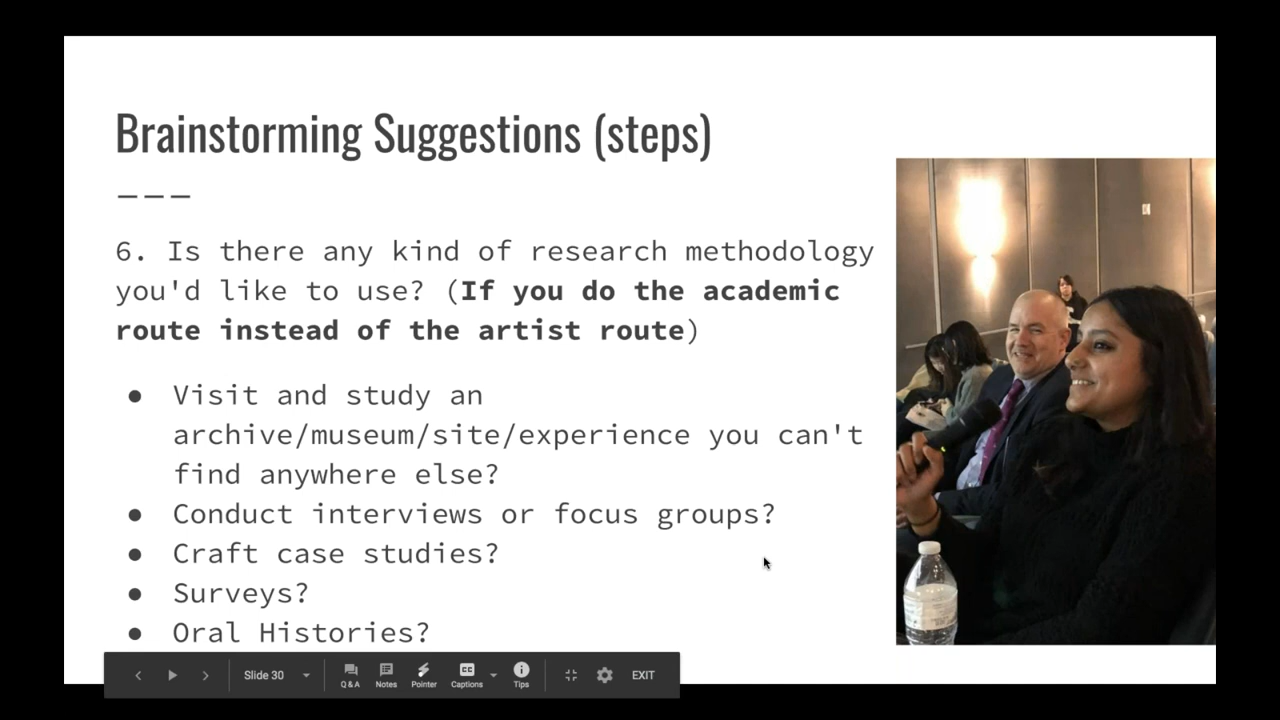 Brainstorming Suggestions (steps)
———
6. Is there any kind of research methodology
you'd like to use? (If you do the academic
route instead of the artist route)
● Visit and study an
archive/museum/site/experience you can't
find anywhere else?
● Conduct interviews or focus groups?
● Craft case studies?
● Surveys?
● Oral Histories?
Slide 30
Q & A Notes Pointer Captions Tips EXIT